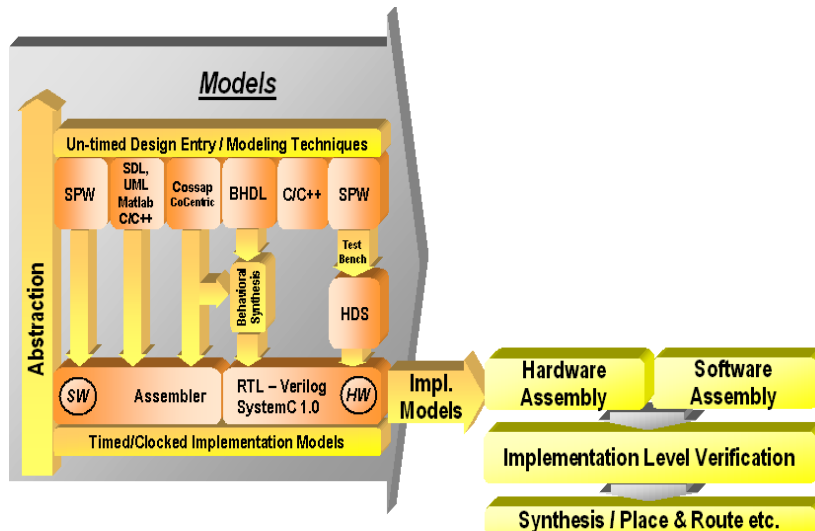 Models
Un-timed Design Entry / Modeling Techniques
SPW
SDL,
UML
Matlab
C/C++
Cossap
CoCentric
BHDL
C/C++
SPW
Test
Bench
Behavioral
Synthesis
HDS
Abstraction
SW
Assembler
RTL – Verilog
SystemC 1.0
HW
Timed/Clocked Implementation Models
Impl.
Models
Hardware
Assembly
Software
Assembly
Implementation Level Verification
Synthesis / Place & Route etc.